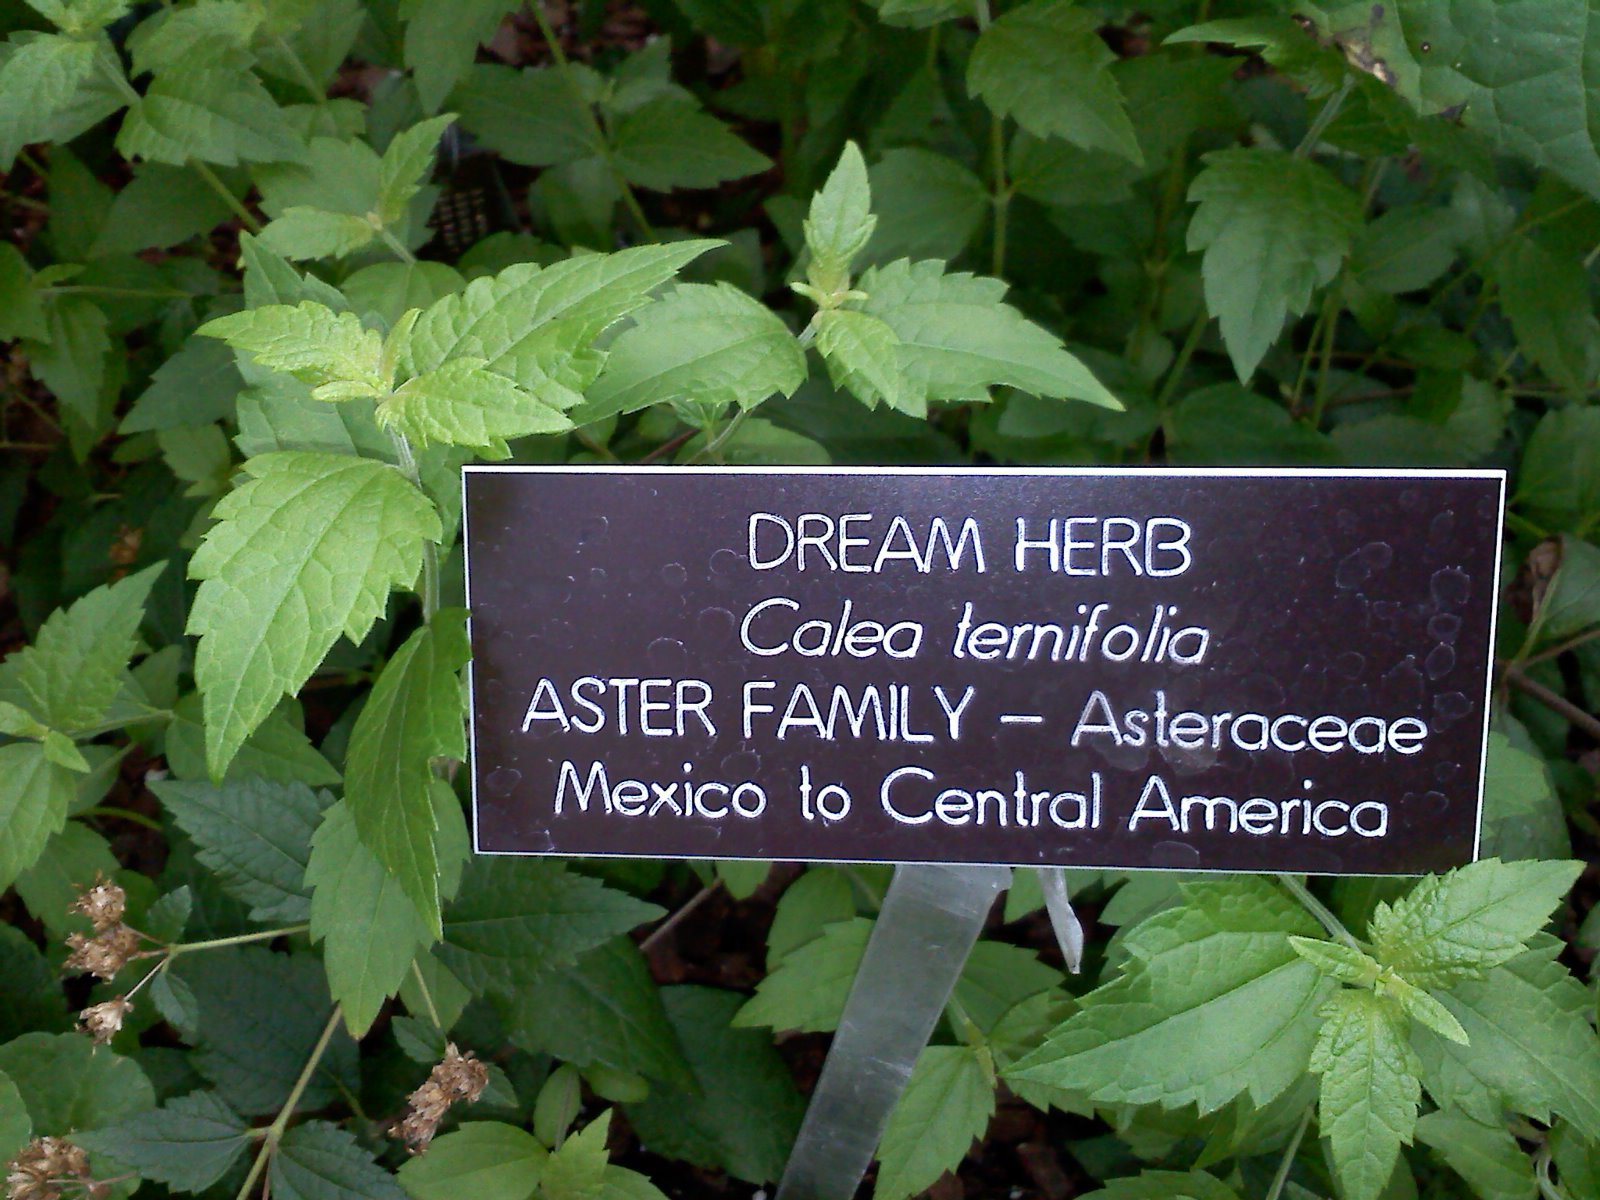 DREAM HERB
Calea ternifolia
ASTER FAMILY – Asteraceae
Mexico to Central America